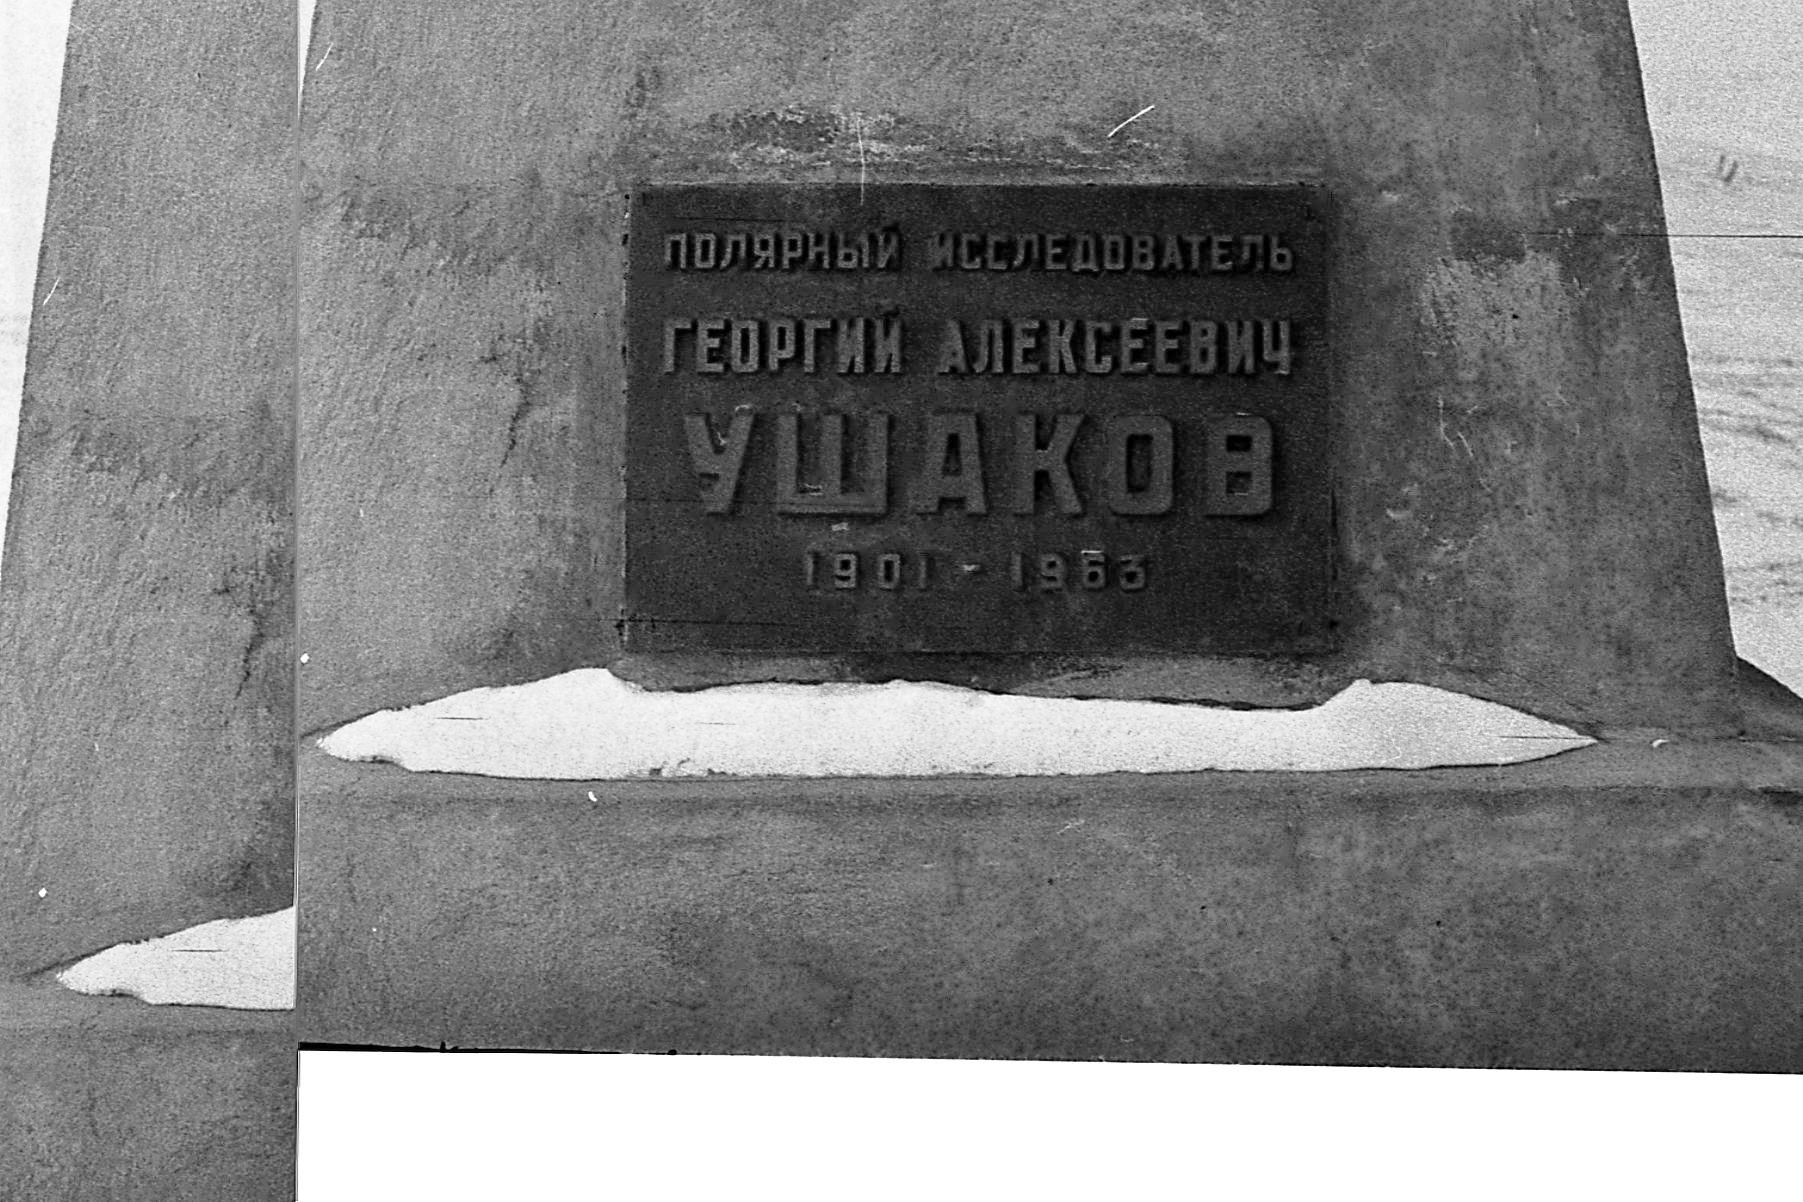 ПОЛЯРНЫЙ ИССЛЕДОВАТЕЛЬ
ГЕОРГИЙ АЛЕКСЕЕВИЧ
УШАКОВ
1901 - 1963